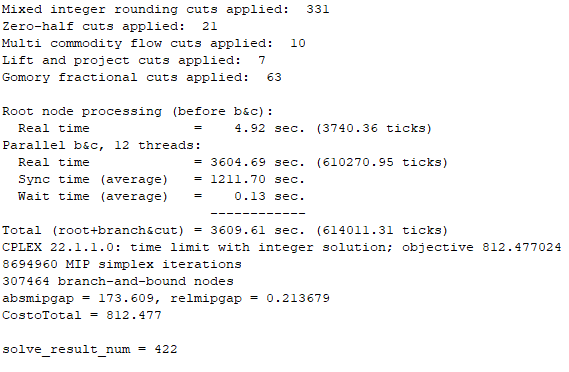 Mixed integer rounding cuts applied:  331
Zero-half cuts applied:  21
Multi commodity flow cuts applied:  10
Lift and project cuts applied:  7
Gomory fractional cuts applied:  63

Root node processing (before b&c):
  Real time             =    4.92 sec. (3740.36 ticks)
Parallel b&c, 12 threads:
  Real time             = 3604.69 sec. (610270.95 ticks)
  Sync time (average)   = 1211.70 sec.
  Wait time (average)   =    0.13 sec.
                          ------------
Total (root+branch&cut) = 3609.61 sec. (614011.31 ticks)
CPLEX 22.1.1.0: time limit with integer solution; objective 812.477024
8694960 MIP simplex iterations
307464 branch-and-bound nodes
absmipgap = 173.609, relmipgap = 0.213679
CostoTotal = 812.477

solve_result_num = 422